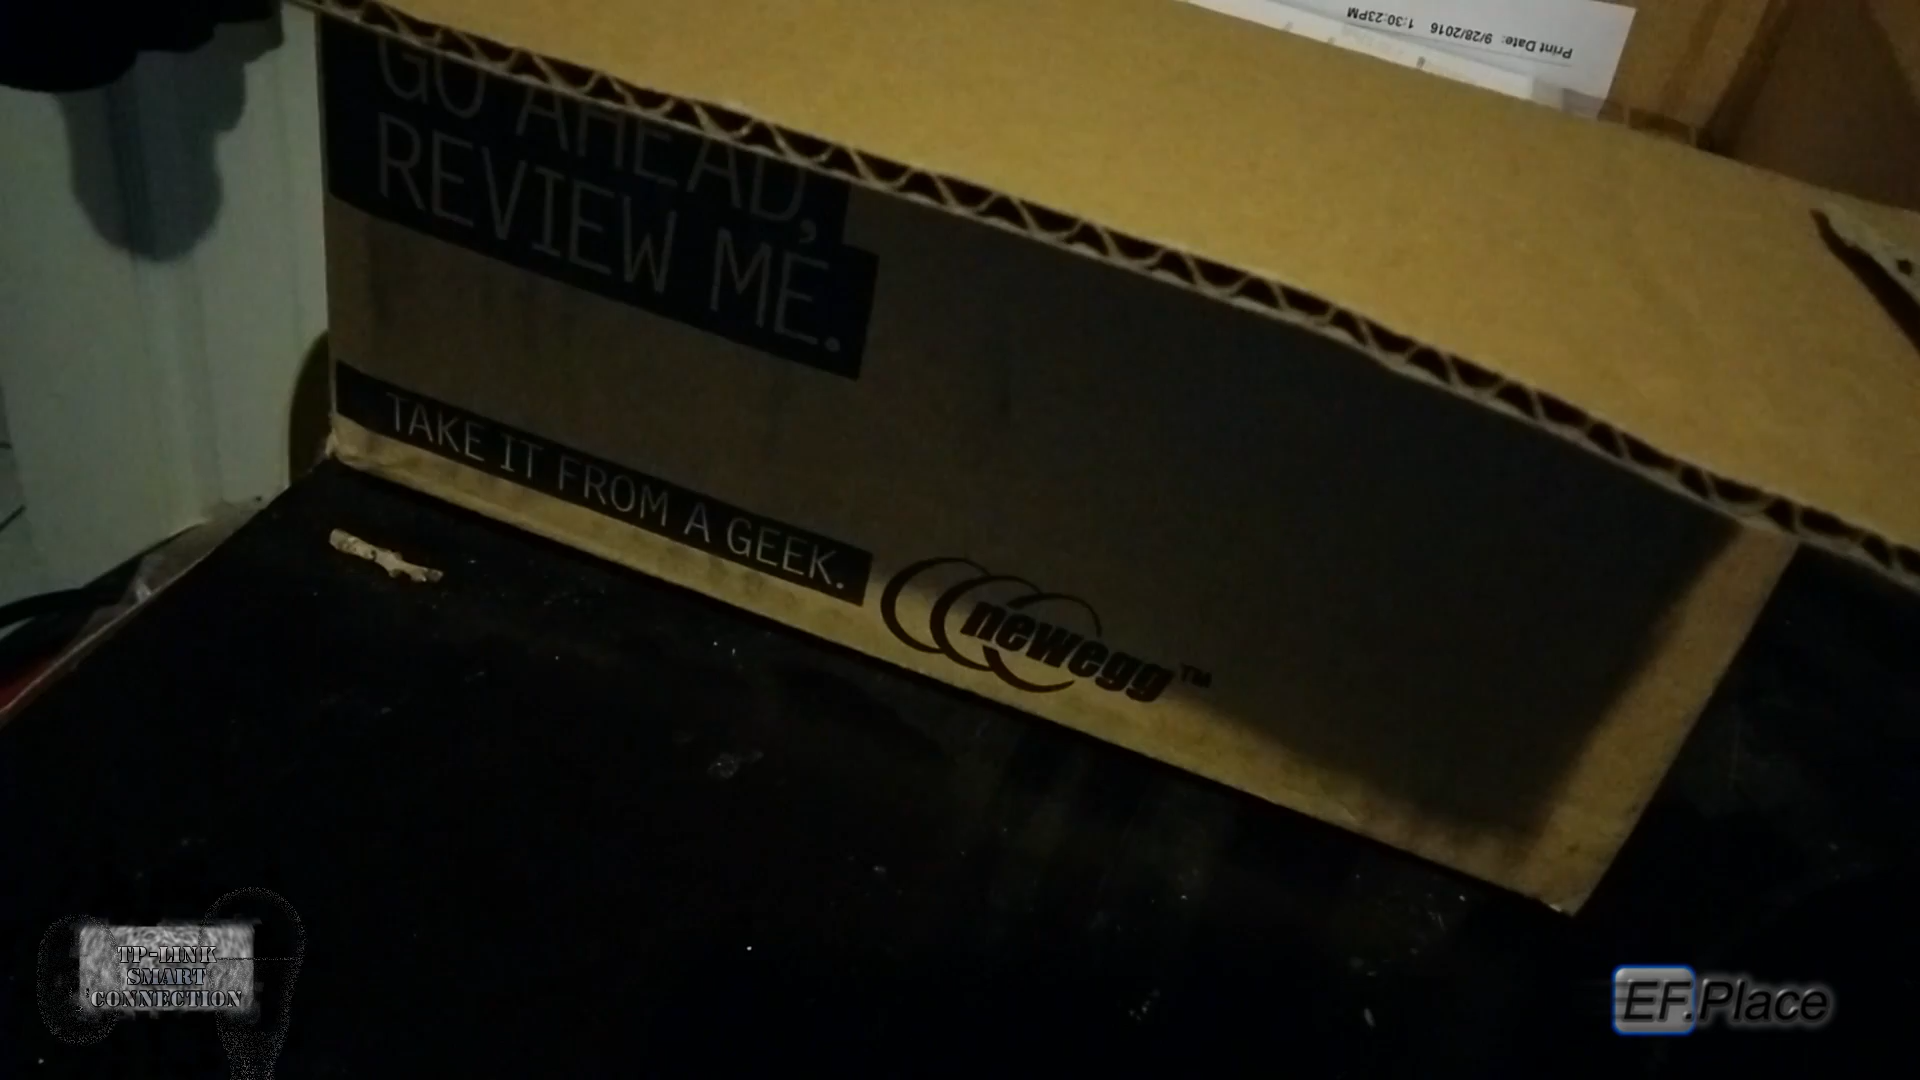 Print Date: 9/28/2016 1:30:23PM
GO AHEAD,
REVIEW ME.
TAKE IT FROM A GEEK.
newegg™
TP-LINK
SMART
CONNECTION
EF.Place